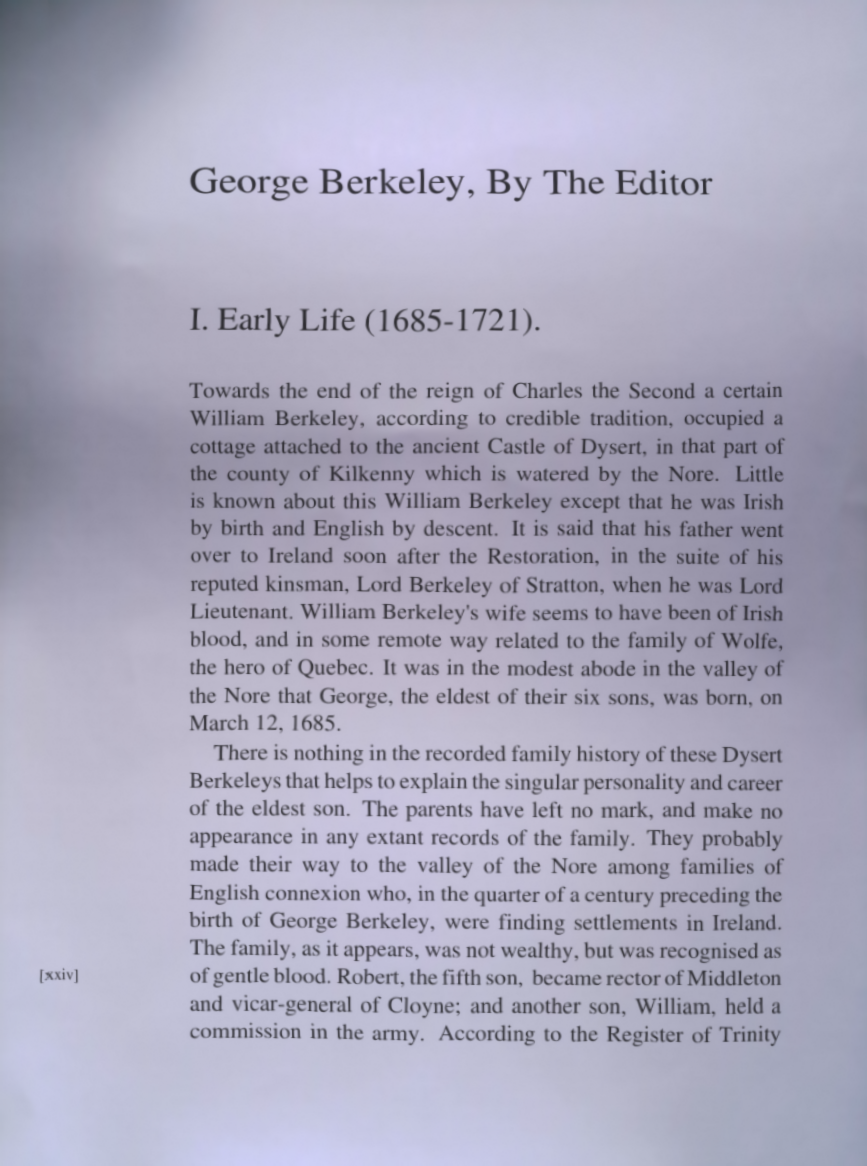 George Berkeley, By The Editor
I. Early Life (1685-1721).
Towards the end of the reign of Charles the Second a certain
William Berkeley, according to credible tradition, occupied a
cottage attached to the ancient Castle of Dysert, in that part of
the county of Kilkenny which is watered by the Nore. Little
is known about this William Berkeley except that he was Irish
by birth and English by descent. It is said that his father went
over to Ireland soon after the Restoration, in the suite of his
reputed kinsman, Lord Berkeley of Stratton, when he was Lord
Lieutenant. William Berkeley's wife seems to have been of Irish
blood, and in some remote way related to the family of Wolfe,
the hero of Quebec. It was in the modest abode in the valley of
the Nore that George, the eldest of their six sons, was born, on
March 12, 1685.
There is nothing in the recorded family history of these Dysert
Berkeleys that helps to explain the singular personality and career
of the eldest son. The parents have left no mark, and make no
appearance in any extant records of the family. They probably
made their way to the valley of the Nore among families of
English connexion who, in the quarter of a century preceding the
birth of George Berkeley, were finding settlements in Ireland.
The family, as it appears, was not wealthy, but was recognised as
[xxiv] of gentle blood. Robert, the fifth son, became rector of Middleton
and vicar-general of Cloyne; and another son, William, held a
commission in the army. According to the Register of Trinity